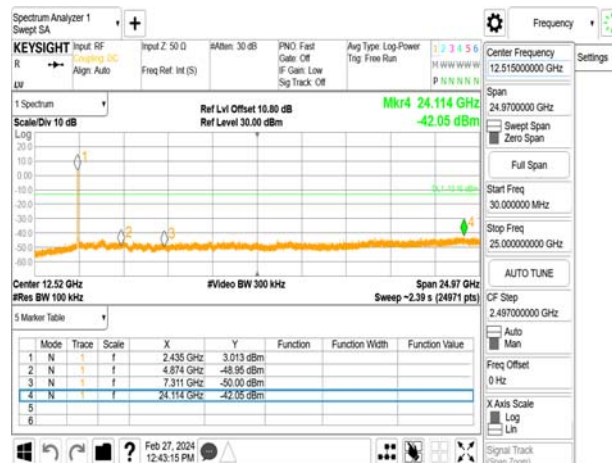 Spectrum Analyzer 1
Swept SA
Frequency
KEYSIGHT
Input: RF
Coupling: DC
Align: Auto
Input Z: 50 Ω
Freq Ref: Int (S)
#Atten: 30 dB
PNO: Fast
Gate: Off
IF Gain: Low
Sig Track: Off
Avg Type: Log-Power
Trig: Free Run
1 2 3 4 5 6
M W W W W W
P N N N N N
R
Center Frequency
12.515000000 GHz
Settings
Span
24.9700000 GHz
Swept Span
Zero Span
Full Span
Start Freq
30.000000 MHz
Stop Freq
25.000000000 GHz
AUTO TUNE
CF Step
2.497000000 GHz
Auto
Man
Freq Offset
0 Hz
X Axis Scale
Log
Lin
Signal Track
(Span Zoom)
1 Spectrum
Scale/Div 10 dB
Ref Lvl Offset 10.80 dB
Ref Level 30.00 dBm
Mkr4 24.114 GHz
-42.05 dBm
Log
20.0
10.0
0.00
-10.0
-20.0
-30.0
-40.0
-50.0
-60.0
1
2
3
4
Center 12.52 GHz
#Res BW 100 kHz
#Video BW 300 kHz
Span 24.97 GHz
Sweep ~2.39 s (24971 pts)
5 Marker Table
Mode Trace Scale X Y Function Function Width Function Value
1 N 1 f 2.435 GHz 3.013 dBm
2 N 1 f 4.874 GHz -48.95 dBm
3 N 1 f 7.311 GHz -50.00 dBm
4 N 1 f 24.114 GHz -42.05 dBm
5
6
Feb 27, 2024
12:43:15 PM